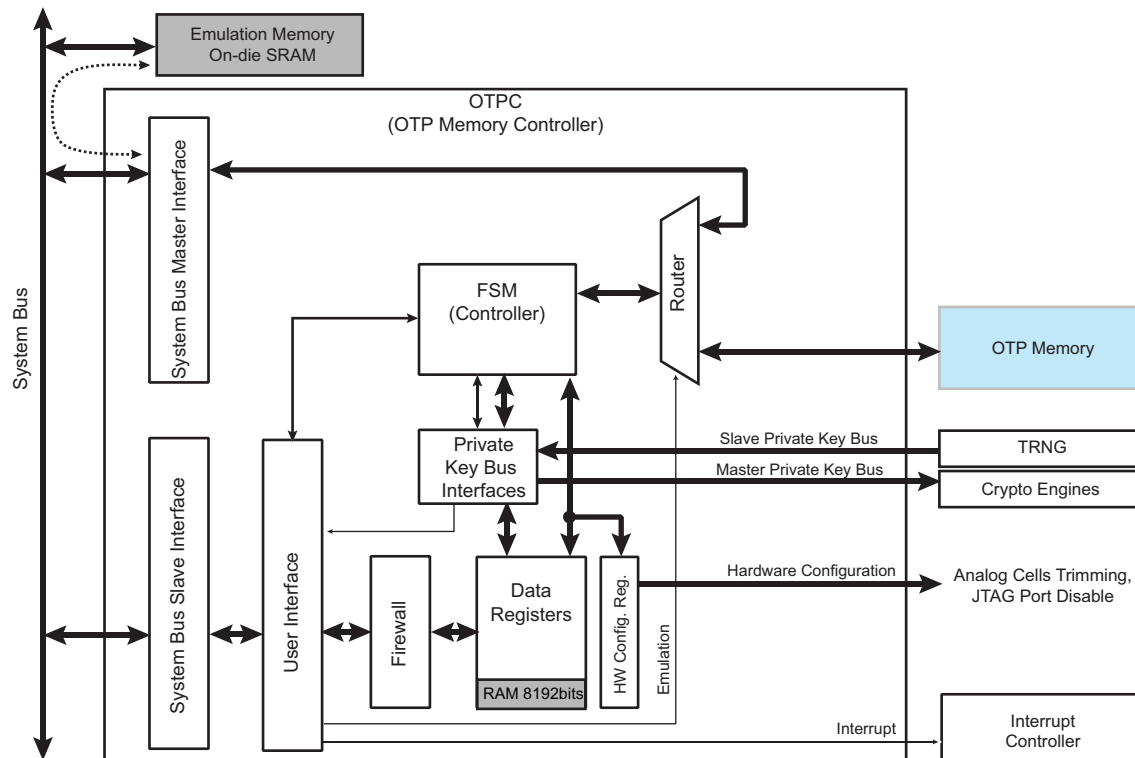 Emulation Memory
On-die SRAM
OTPC
(OTP Memory Controller)
System Bus
System Bus Master Interface
FSM
(Controller)
Router
OTP Memory
Private
Key Bus
Interfaces
Slave Private Key Bus
TRNG
Master Private Key Bus
Crypto Engines
System Bus Slave Interface
User Interface
Firewall
Data
Registers
RAM 8192bits
HW Config. Reg.
Hardware Configuration
Analog Cells Trimming,
JTAG Port Disable
Emulation
Interrupt
Interrupt
Controller